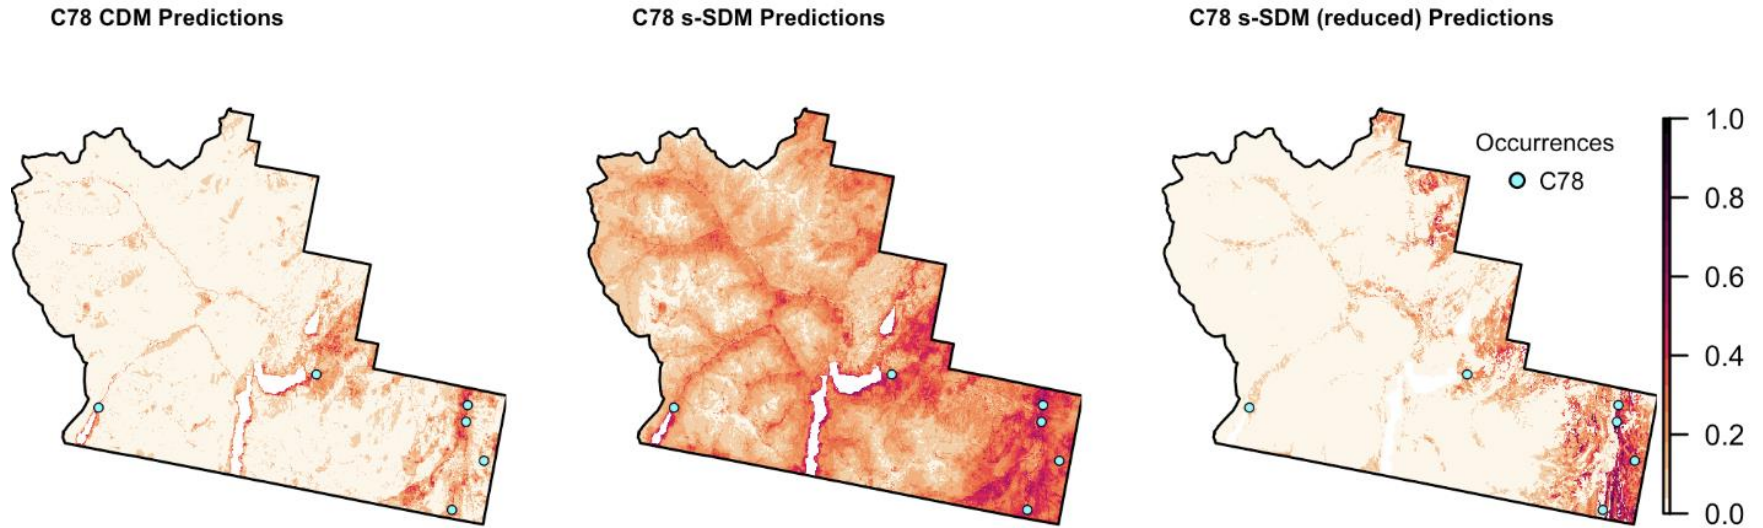 C78 CDM Predictions
C78 s-SDM Predictions
C78 s-SDM (reduced) Predictions
Occurrences
C78
1.0
0.8
0.6
0.4
0.2
0.0